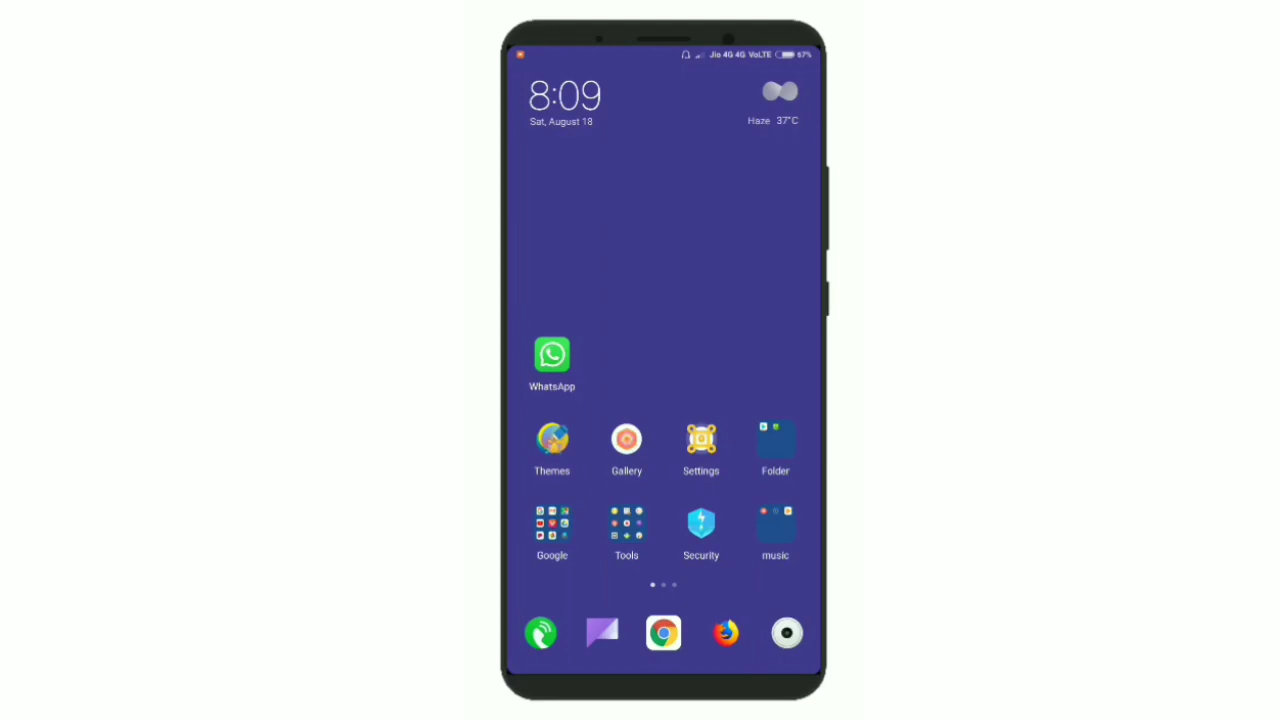 Jio 4G 4G VoLTE 67%
8:09
Sat, August 18
Haze 37°C
WhatsApp
Themes Gallery Settings Folder
Google Tools Security music